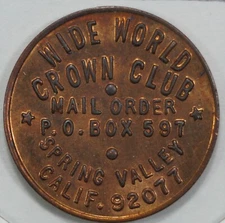 WIDE WORLD
CROWN CLUB
MAIL ORDER
P.O. BOX 597
SPRING VALLEY
CALIF. 92077